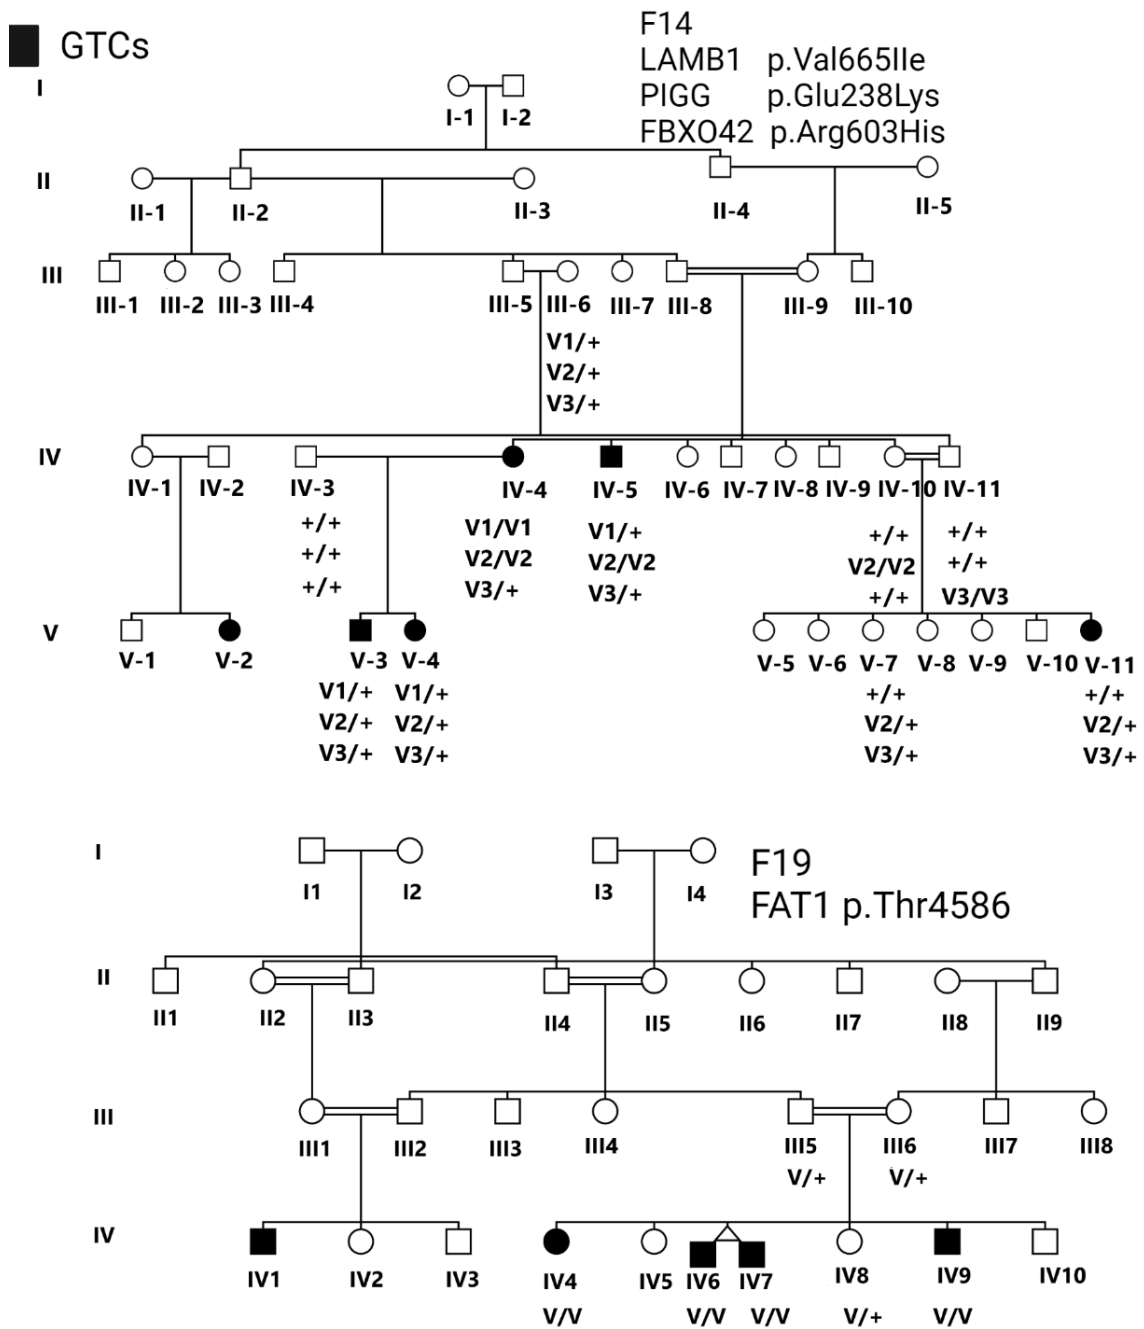 GTCs
F14
LAMB1 p.Val665Ile
PIGG p.Glu238Lys
FBXO42 p.Arg603His
I
I-1 I-2
II
II-1 II-2 II-3 II-4 II-5
III
III-1 III-2 III-3 III-4 III-5 III-6 III-7 III-8 III-9 III-10
V1/+
V2/+
V3/+
IV
IV-1 IV-2 IV-3 IV-4 IV-5 IV-6 IV-7 IV-8 IV-9 IV-10 IV-11
+/+ V1/V1 V1/+ +/+ +/+
+/+ V2/V2 V2/V2 V2/V2 +/+
+/+ V3/+ V3/+ +/+ V3/V3
V
V-1 V-2 V-3 V-4 V-5 V-6 V-7 V-8 V-9 V-10 V-11
V1/+ V1/+ +/+ +/+
V2/+ V2/+ V2/+ V2/+
V3/+ V3/+ V3/+ V3/+
F19
FAT1 p.Thr4586
I
I1 I2 I3 I4
II
II1 II2 II3 II4 II5 II6 II7 II8 II9
III
III1 III2 III3 III4 III5 III6 III7 III8
V/+ V/+
IV
IV1 IV2 IV3 IV4 IV5 IV6 IV7 IV8 IV9 IV10
V/V V/V V/V V/+ V/V